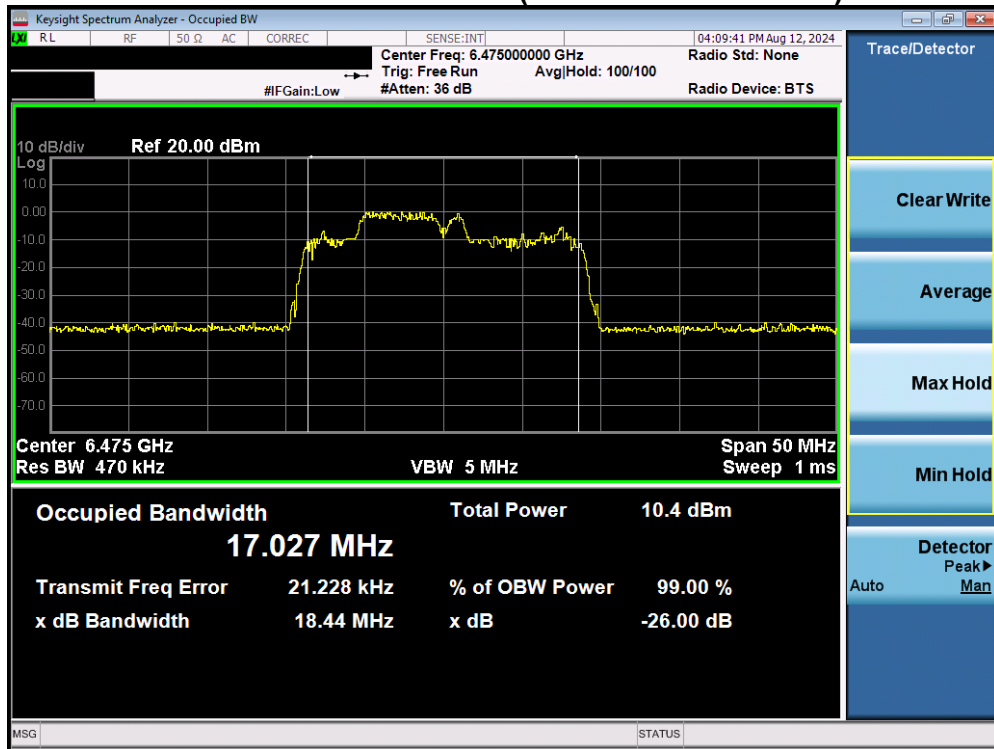 Keysight Spectrum Analyzer - Occupied BW
LXI RL RF 50 Ω AC CORREC SENSE:INT 04:09:41 PM Aug 12, 2024
Center Freq: 6.475000000 GHz Radio Std: None
Trig: Free Run Avg|Hold: 100/100
#IFGain:Low #Atten: 36 dB Radio Device: BTS
Trace/Detector
10 dB/div Ref 20.00 dBm
Log
10.0
0.00
-10.0
-20.0
-30.0
-40.0
-50.0
-60.0
-70.0
Center 6.475 GHz Span 50 MHz
Res BW 470 kHz VBW 5 MHz Sweep 1 ms
Occupied Bandwidth Total Power 10.4 dBm
17.027 MHz
Transmit Freq Error 21.228 kHz % of OBW Power 99.00 %
x dB Bandwidth 18.44 MHz x dB -26.00 dB
Clear Write
Average
Max Hold
Min Hold
Detector
Peak▶
Auto Man
MSG STATUS